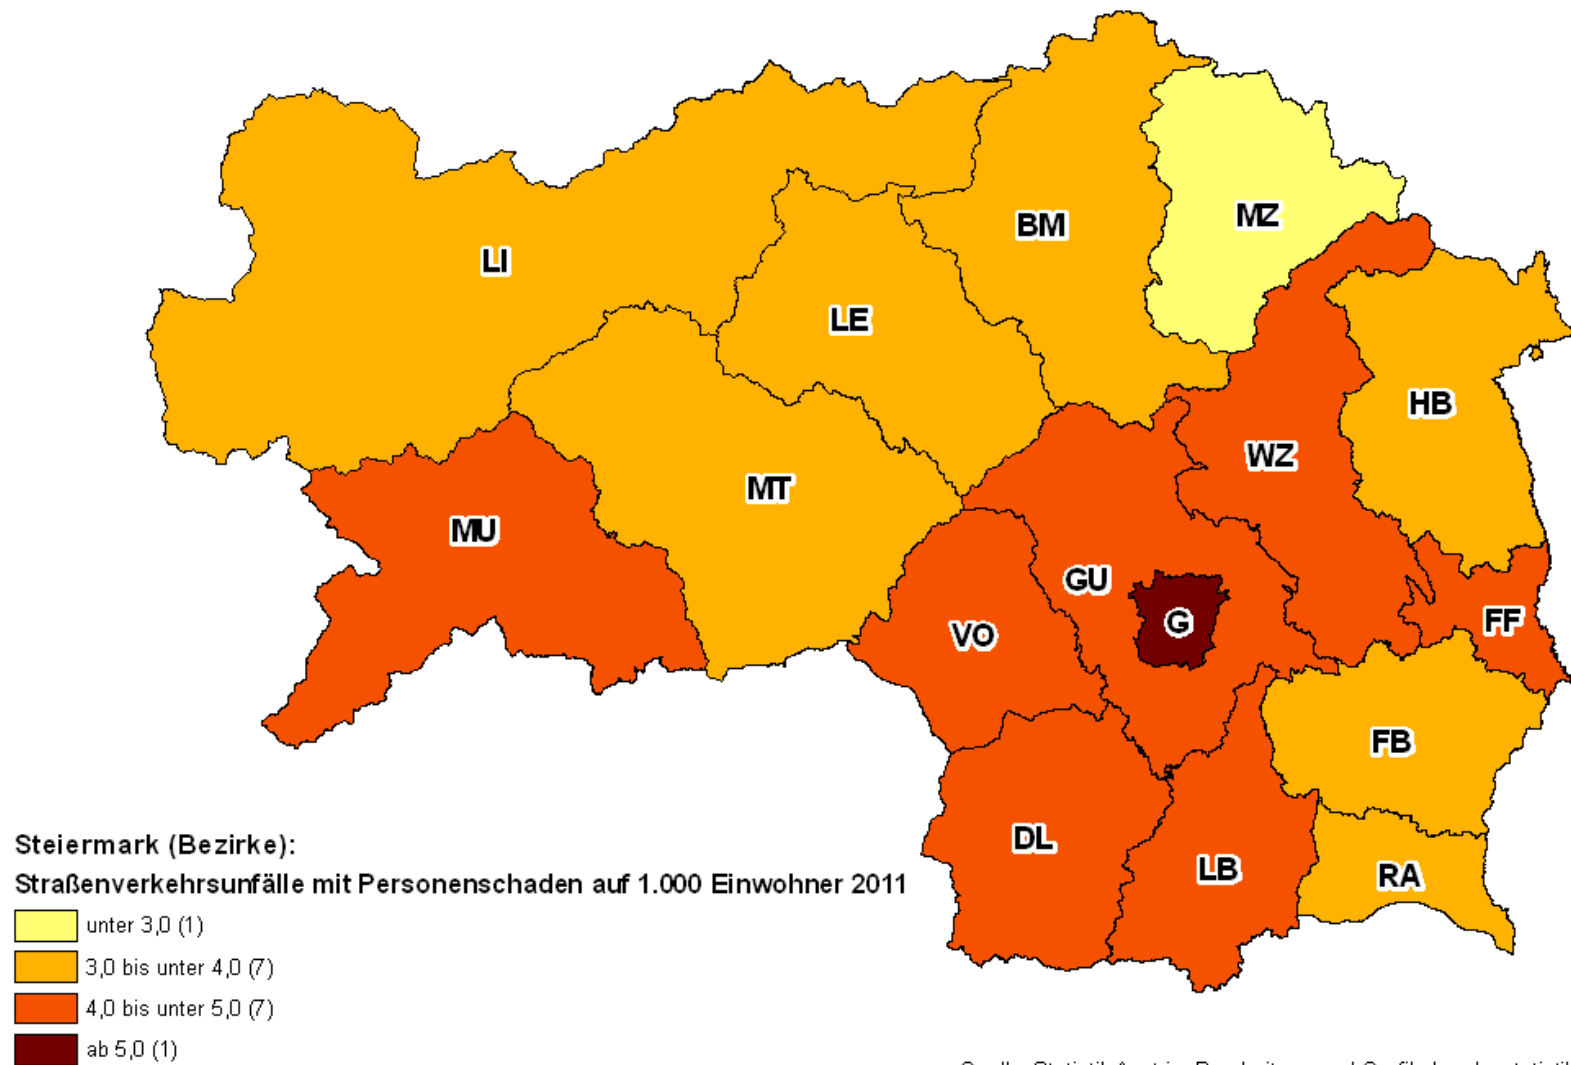 BM
MZ
LI
LE
HB
WZ
MT
MU
GU
G
FF
VO
FB
DL
LB
RA
Steiermark (Bezirke):
Straßenverkehrsunfälle mit Personenschaden auf 1.000 Einwohner 2011
unter 3,0 (1)
3,0 bis unter 4,0 (7)
4,0 bis unter 5,0 (7)
ab 5,0 (1)